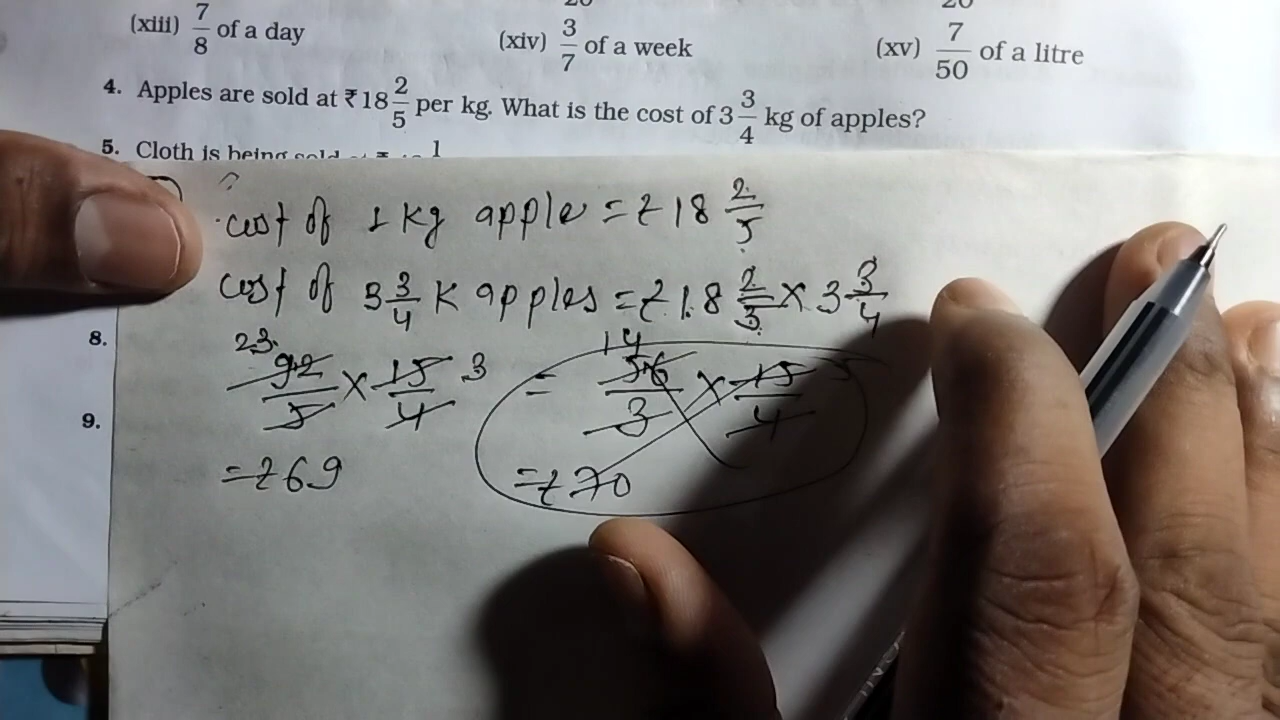 (xiii) 7/8 of a day (xiv) 3/7 of a week (xv) 7/50 of a litre
4. Apples are sold at ₹18 2/5 per kg. What is the cost of 3 3/4 kg of apples?
5. Cloth is being sold
cost of 1 kg apple = ₹18 2/5
cost of 3 3/4 K apples = ₹18 2/3 × 3 3/4
23 92/5 × 15/4 3 = 14 56/3 × 15/4 5
= ₹69 = ₹70
8.
9.